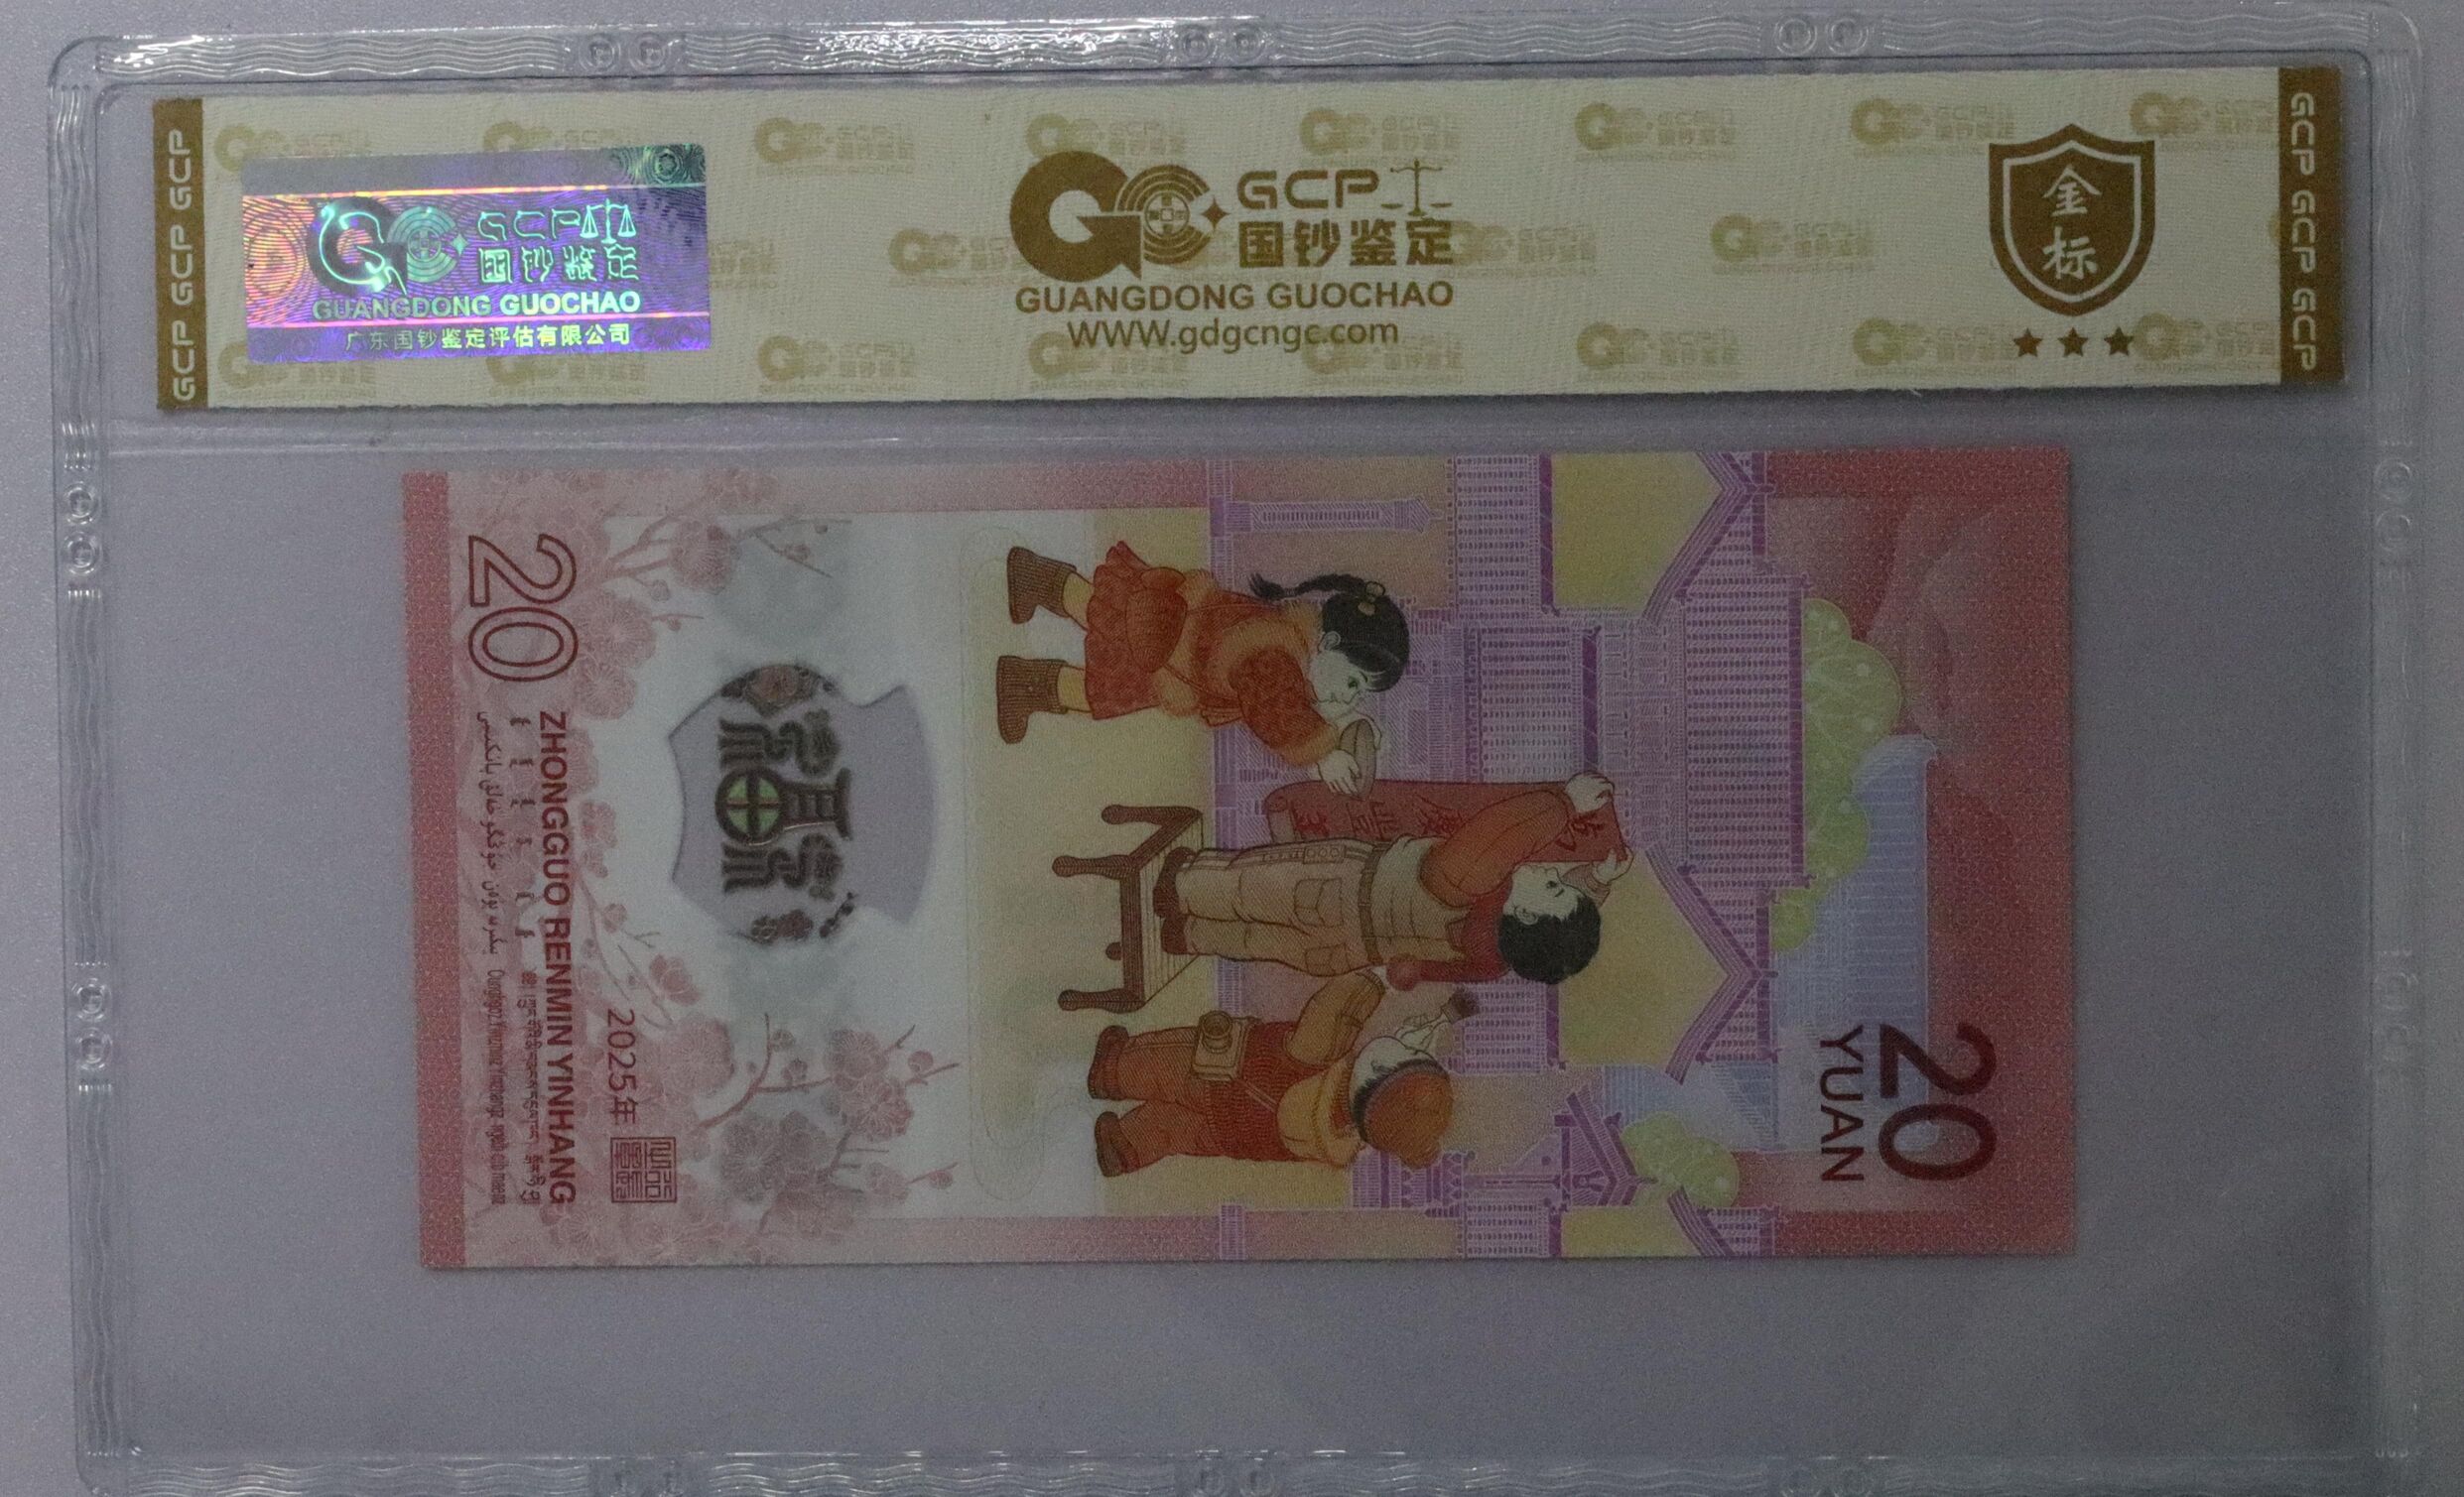 GCP GCP GCP
GCP
国钞鉴定
GUANGDONG GUOCHAO
广东国钞鉴定评估有限公司
GCP
国钞鉴定
GUANGDONG GUOCHAO
WWW.gdgcngc.com
金
标
GCP GCP GCP
20
ZHONGGUO RENMIN YINHANG
2025年
20
YUAN